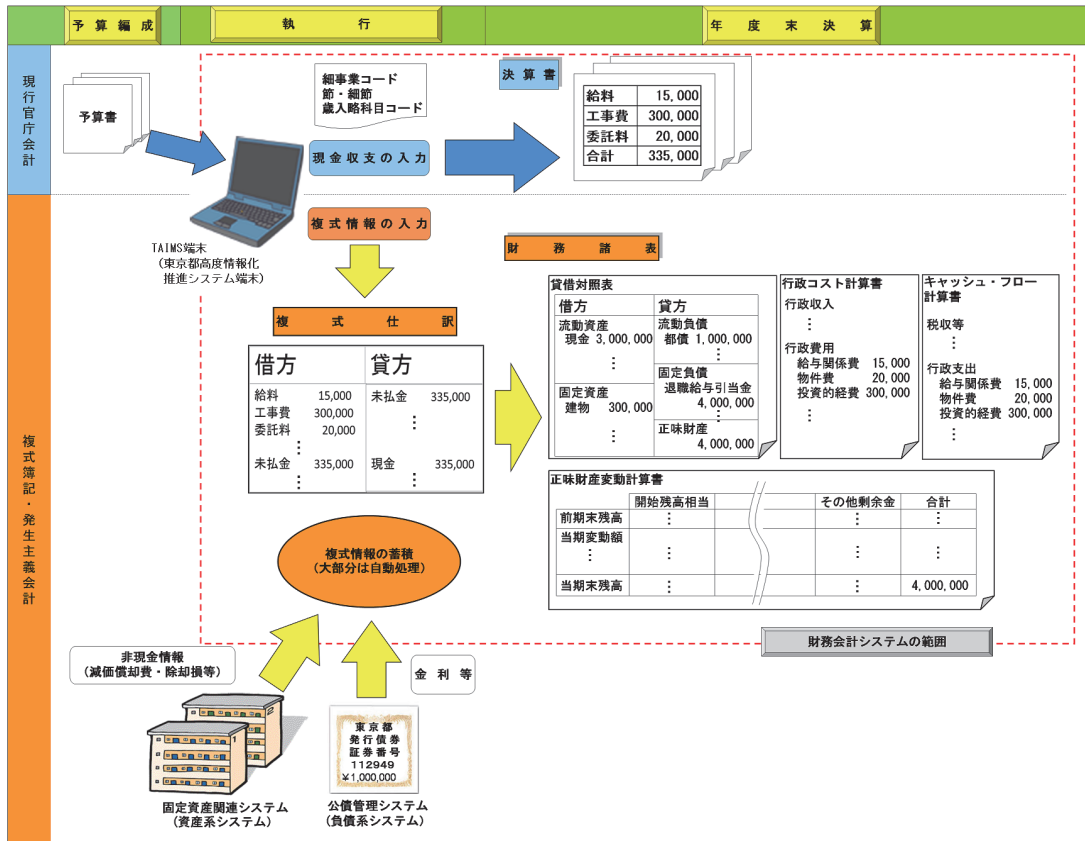 予算編成
執行
年度末決算
現行官庁会計
予算書
細事業コード
節・細節
歳入略科目コード
決算書
給料 15,000
工事費 300,000
委託料 20,000
合計 335,000
現金収支の入力
複式情報の入力
TAIMS端末
(東京都高度情報化
推進システム端末)
複式簿記・発生主義会計
財務諸表
複式仕訳
借方 貸方
給料 15,000 未払金 335,000
工事費 300,000 ⋮
委託料 20,000
⋮
未払金 335,000 現金 335,000
⋮ ⋮
貸借対照表
借方 貸方
流動資産 流動負債
現金 3,000,000 都債 1,000,000
⋮ ⋮
固定負債
固定資産 退職給与引当金
建物 300,000 4,000,000
⋮ ⋮
正味財産
4,000,000
行政コスト計算書
行政収入
⋮
行政費用
給与関係費 15,000
物件費 20,000
投資的経費 300,000
⋮
キャッシュ・フロー
計算書
税収等
⋮
行政支出
給与関係費 15,000
物件費 20,000
投資的経費 300,000
⋮
正味財産変動計算書
開始残高相当 その他剰余金 合計
前期末残高 ⋮ ⋮ ⋮
当期変動額
⋮ ⋮ ⋮ ⋮
当期末残高 ⋮ ⋮ 4,000,000
複式情報の蓄積
(大部分は自動処理)
財務会計システムの範囲
非現金情報
(減価償却費・除却損等)
金利等
東京都
発行債券
証券番号
112949
¥1,000,000
固定資産関連システム
(資産系システム)
公債管理システム
(負債系システム)